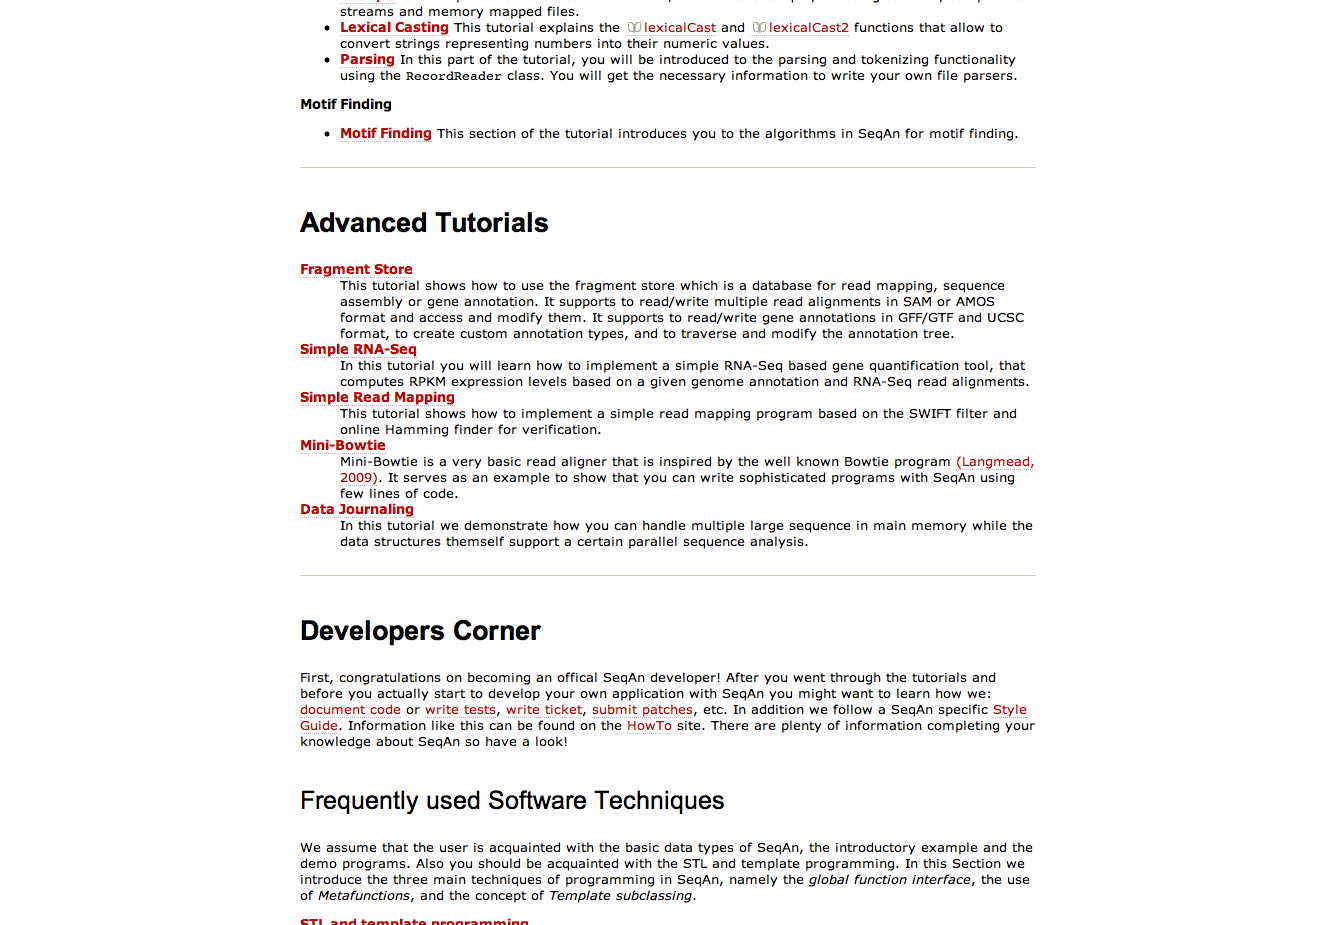 streams and memory mapped files.
Lexical Casting This tutorial explains the lexicalCast and lexicalCast2 functions that allow to
convert strings representing numbers into their numeric values.
Parsing In this part of the tutorial, you will be introduced to the parsing and tokenizing functionality
using the RecordReader class. You will get the necessary information to write your own file parsers.
Motif Finding
Motif Finding This section of the tutorial introduces you to the algorithms in SeqAn for motif finding.
Advanced Tutorials
Fragment Store
This tutorial shows how to use the fragment store which is a database for read mapping, sequence
assembly or gene annotation. It supports to read/write multiple read alignments in SAM or AMOS
format and access and modify them. It supports to read/write gene annotations in GFF/GTF and UCSC
format, to create custom annotation types, and to traverse and modify the annotation tree.
Simple RNA-Seq
In this tutorial you will learn how to implement a simple RNA-Seq based gene quantification tool, that
computes RPKM expression levels based on a given genome annotation and RNA-Seq read alignments.
Simple Read Mapping
This tutorial shows how to implement a simple read mapping program based on the SWIFT filter and
online Hamming finder for verification.
Mini-Bowtie
Mini-Bowtie is a very basic read aligner that is inspired by the well known Bowtie program (Langmead,
2009). It serves as an example to show that you can write sophisticated programs with SeqAn using
few lines of code.
Data Journaling
In this tutorial we demonstrate how you can handle multiple large sequence in main memory while the
data structures themself support a certain parallel sequence analysis.
Developers Corner
First, congratulations on becoming an offical SeqAn developer! After you went through the tutorials and
before you actually start to develop your own application with SeqAn you might want to learn how we:
document code or write tests, write ticket, submit patches, etc. In addition we follow a SeqAn specific Style
Guide. Information like this can be found on the HowTo site. There are plenty of information completing your
knowledge about SeqAn so have a look!
Frequently used Software Techniques
We assume that the user is acquainted with the basic data types of SeqAn, the introductory example and the
demo programs. Also you should be acquainted with the STL and template programming. In this Section we
introduce the three main techniques of programming in SeqAn, namely the global function interface, the use
of Metafunctions, and the concept of Template subclassing.
STL and template programming